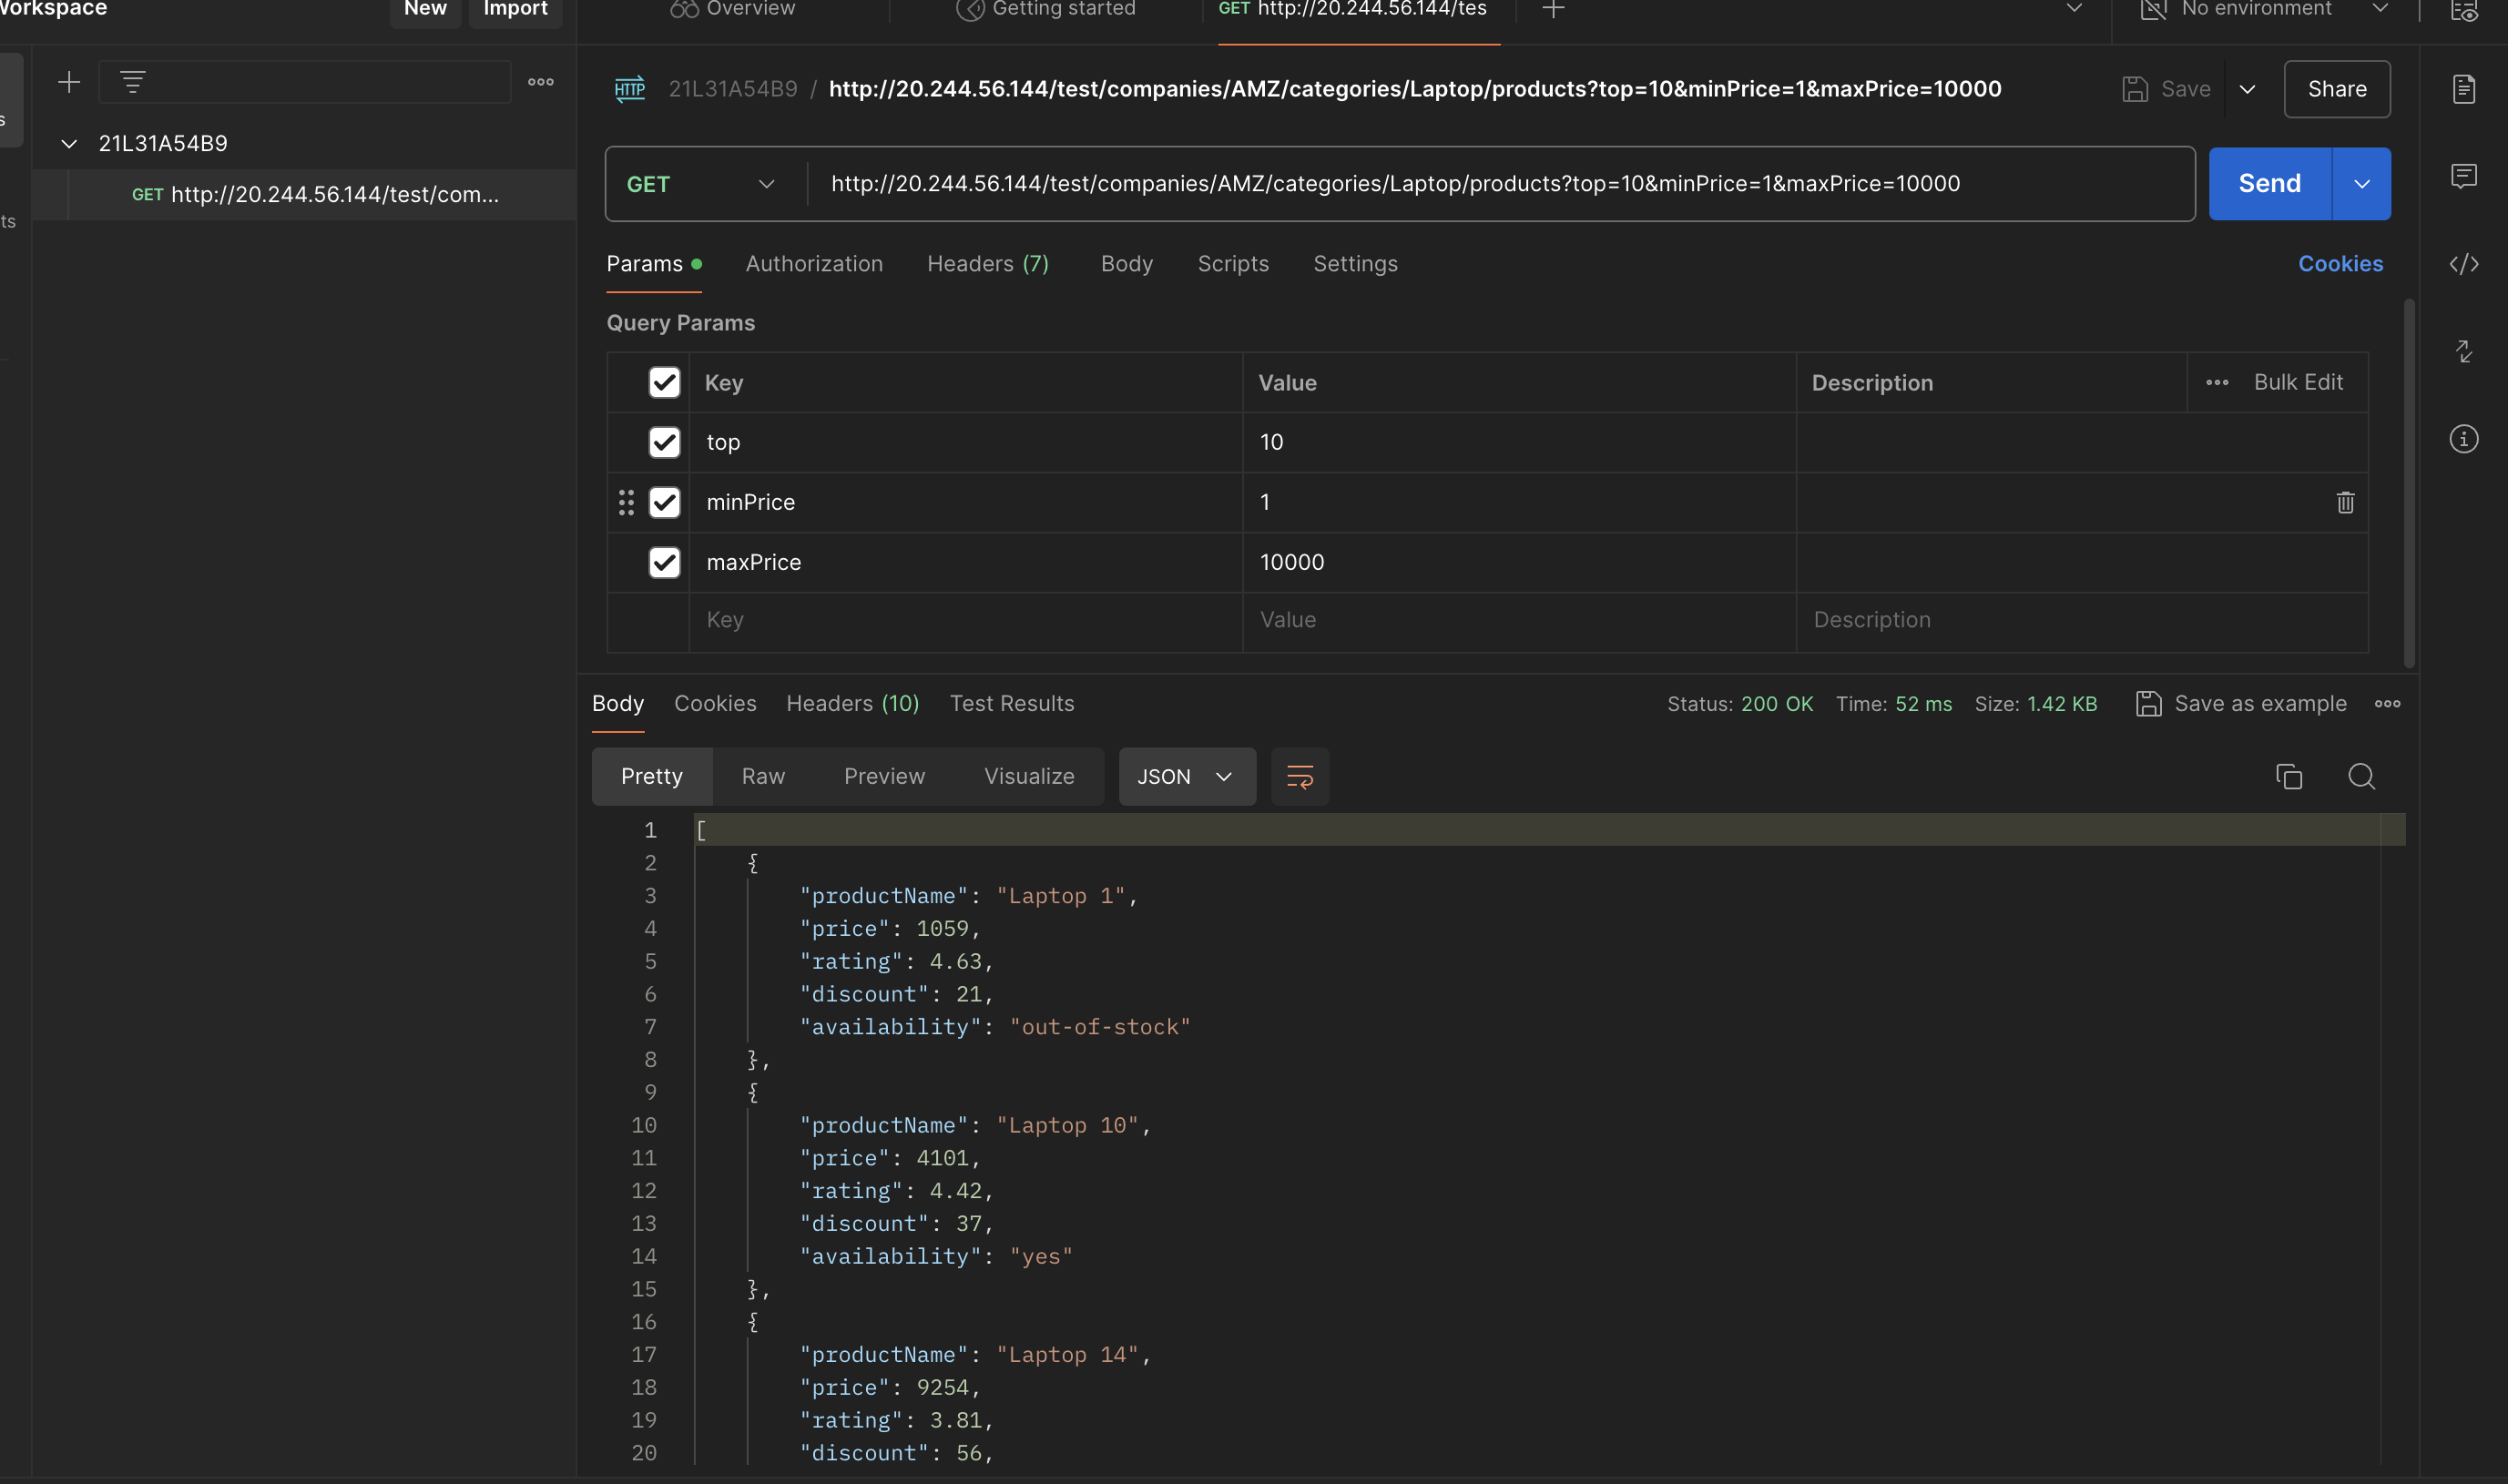 Workspace
New
Import
Overview
Getting started
GET http://20.244.56.144/tes
No environment
21L31A54B9
GET http://20.244.56.144/test/com...
ts
s
HTTP 21L31A54B9 / http://20.244.56.144/test/companies/AMZ/categories/Laptop/products?top=10&minPrice=1&maxPrice=10000
Save
Share
GET http://20.244.56.144/test/companies/AMZ/categories/Laptop/products?top=10&minPrice=1&maxPrice=10000
Send
Params Authorization Headers (7) Body Scripts Settings Cookies
Query Params
Key Value Description Bulk Edit
top 10
minPrice 1
maxPrice 10000
Key Value Description
Body Cookies Headers (10) Test Results Status: 200 OK Time: 52 ms Size: 1.42 KB Save as example
Pretty Raw Preview Visualize JSON
1 [
2 {
3 "productName": "Laptop 1",
4 "price": 1059,
5 "rating": 4.63,
6 "discount": 21,
7 "availability": "out-of-stock"
8 },
9 {
10 "productName": "Laptop 10",
11 "price": 4101,
12 "rating": 4.42,
13 "discount": 37,
14 "availability": "yes"
15 },
16 {
17 "productName": "Laptop 14",
18 "price": 9254,
19 "rating": 3.81,
20 "discount": 56,